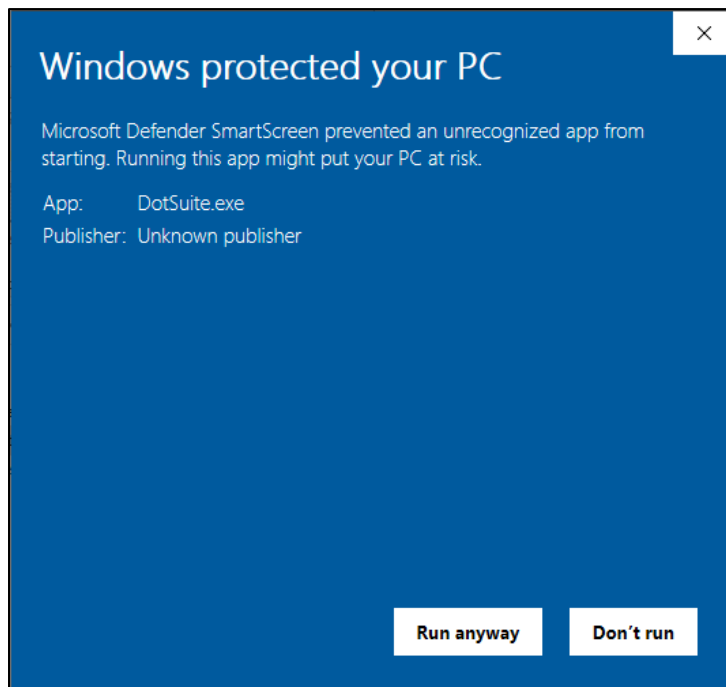 Windows protected your PC
Microsoft Defender SmartScreen prevented an unrecognized app from
starting. Running this app might put your PC at risk.
App: DotSuite.exe
Publisher: Unknown publisher
Run anyway Don't run